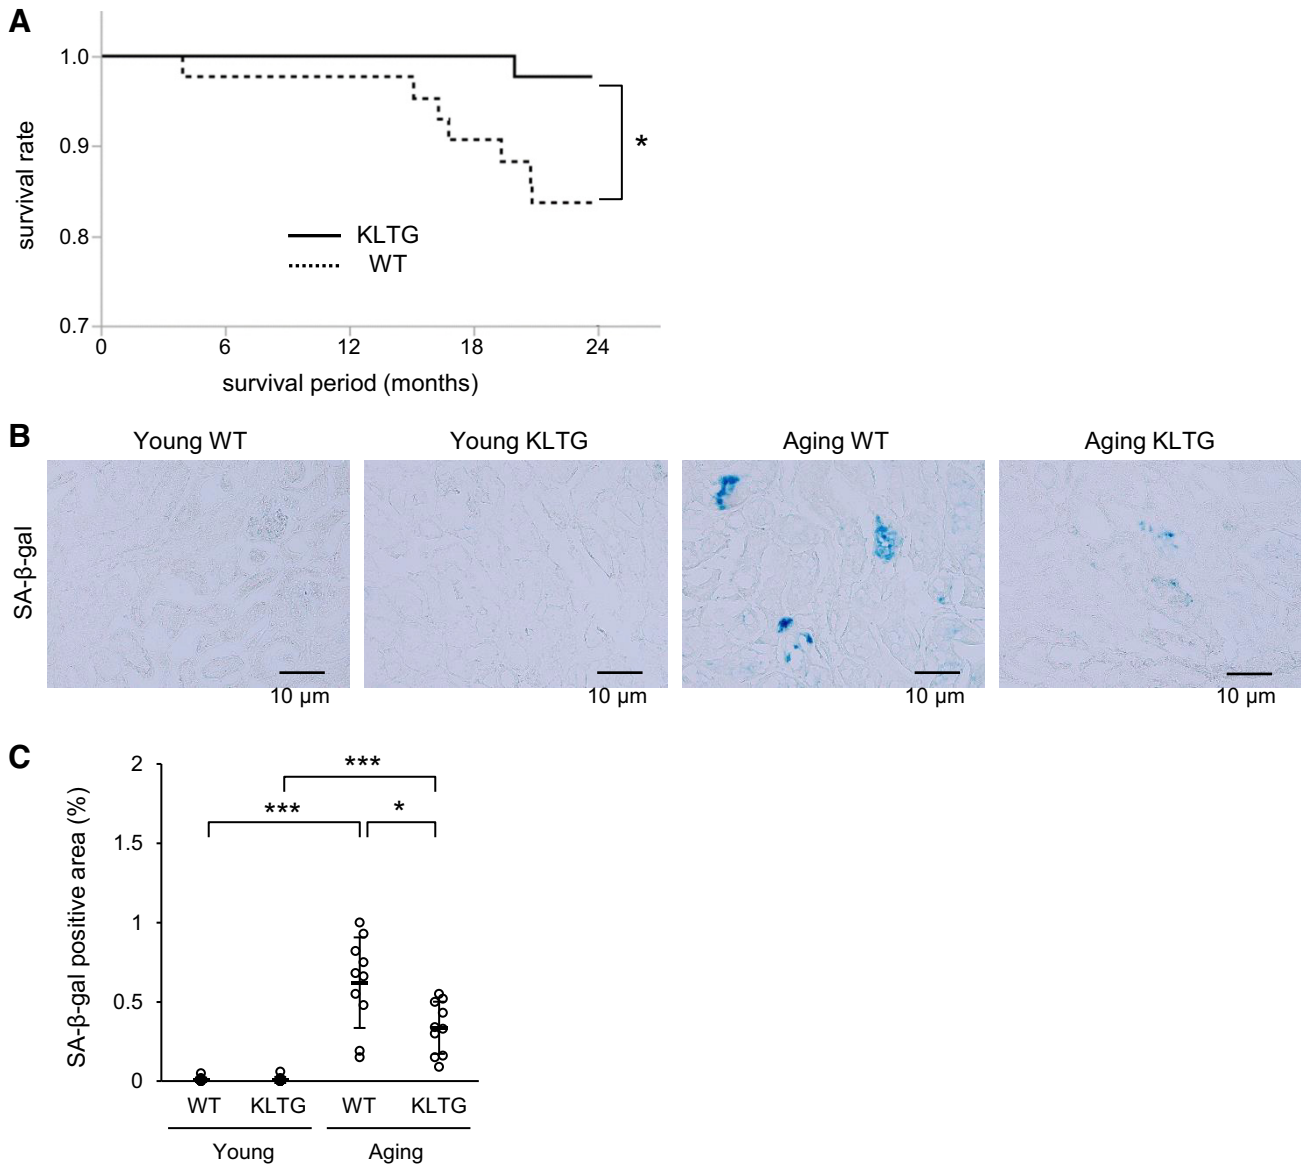 A
1.0
0.9
0.8
0.7
survival rate
*
KLTG
WT
0 6 12 18 24
survival period (months)
B
Young WT Young KLTG Aging WT Aging KLTG
SA-β-gal
10 µm 10 µm 10 µm 10 µm
C
SA-β-gal positive area (%)
2
1.5
1
0.5
0
***
*** *
WT KLTG WT KLTG
Young Aging